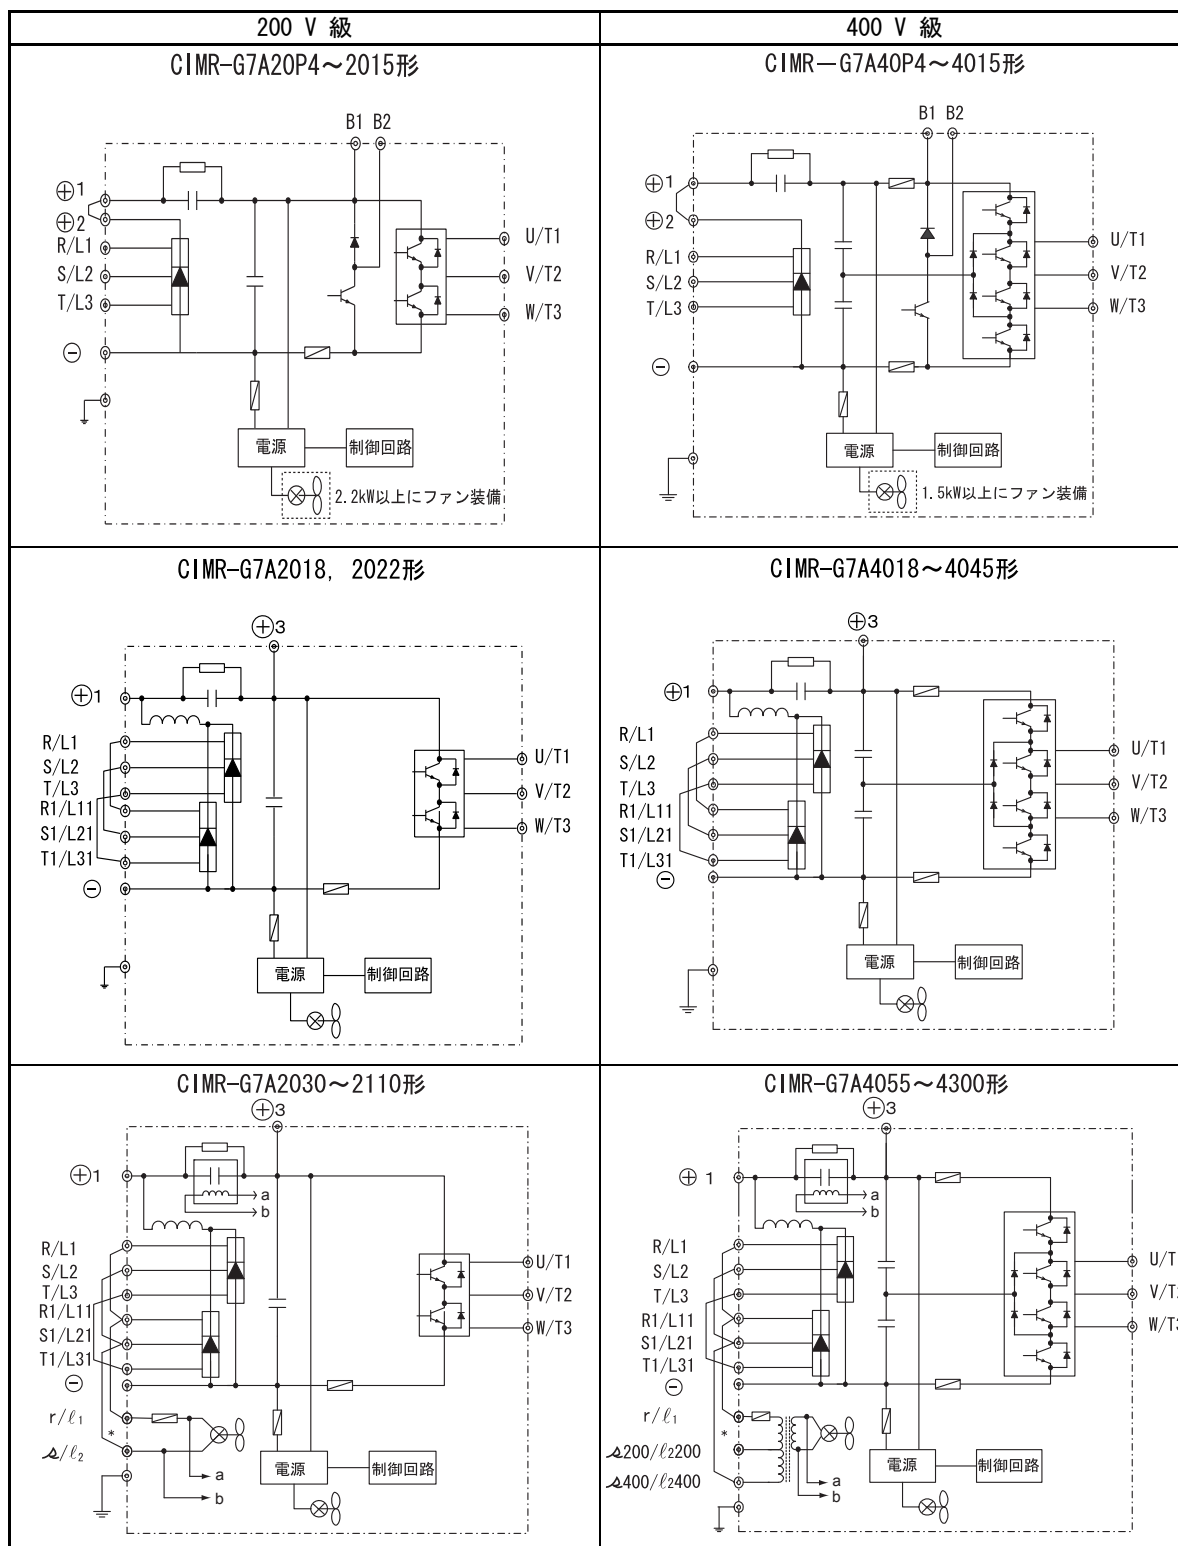 200 V 級
400 V 級
CIMR-G7A20P4～2015形
B1 B2
⊕1
⊕2
R/L1
S/L2
T/L3
⊖
U/T1
V/T2
W/T3
電源
制御回路
2.2kW以上にファン装備
CIMR－G7A40P4～4015形
B1 B2
⊕1
⊕2
R/L1
S/L2
T/L3
⊖
U/T1
V/T2
W/T3
電源
制御回路
1.5kW以上にファン装備
CIMR-G7A2018, 2022形
⊕3
⊕1
R/L1
S/L2
T/L3
R1/L11
S1/L21
T1/L31
⊖
U/T1
V/T2
W/T3
電源
制御回路
CIMR-G7A4018～4045形
⊕3
⊕1
R/L1
S/L2
T/L3
R1/L11
S1/L21
T1/L31
⊖
U/T1
V/T2
W/T3
電源
制御回路
CIMR-G7A2030～2110形
⊕3
⊕1
a
b
R/L1
S/L2
T/L3
R1/L11
S1/L21
T1/L31
⊖
r/ℓ₁
*
s/ℓ₂
U/T1
V/T2
W/T3
a
b
電源
制御回路
CIMR-G7A4055～4300形
⊕3
⊕1
a
b
R/L1
S/L2
T/L3
R1/L11
S1/L21
T1/L31
⊖
r/ℓ₁
*
s200/ℓ₂200
s400/ℓ₂400
U/T
V/T2
W/T3
a
b
電源
制御回路